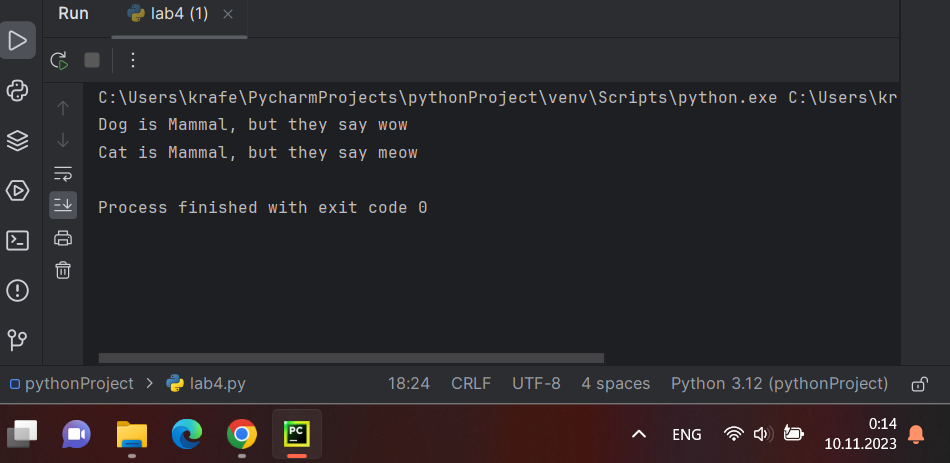 Run lab4 (1)
C:\Users\krafe\PycharmProjects\pythonProject\venv\Scripts\python.exe C:\Users\kr
Dog is Mammal, but they say wow
Cat is Mammal, but they say meow
Process finished with exit code 0
pythonProject > lab4.py 18:24 CRLF UTF-8 4 spaces Python 3.12 (pythonProject)
PC
ENG
0:14
10.11.2023